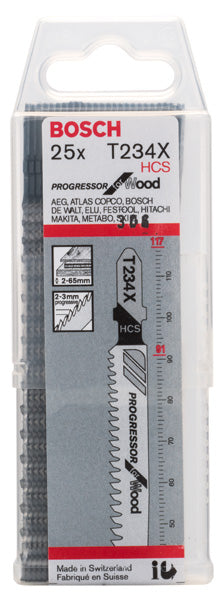 BOSCH
25x T234X
HCS
PROGRESSOR for Wood
AEG, ATLAS COPCO, BOSCH
DE WALT, ELU, FESTOOL, HITACHI
MAKITA, METABO,
117
T234X
2-65mm
110
2-3mm
progressive
100
HCS
91
90
PROGRESSOR for Wood
80
70
60
50
Made in Switzerland
Fabriqué en Suisse